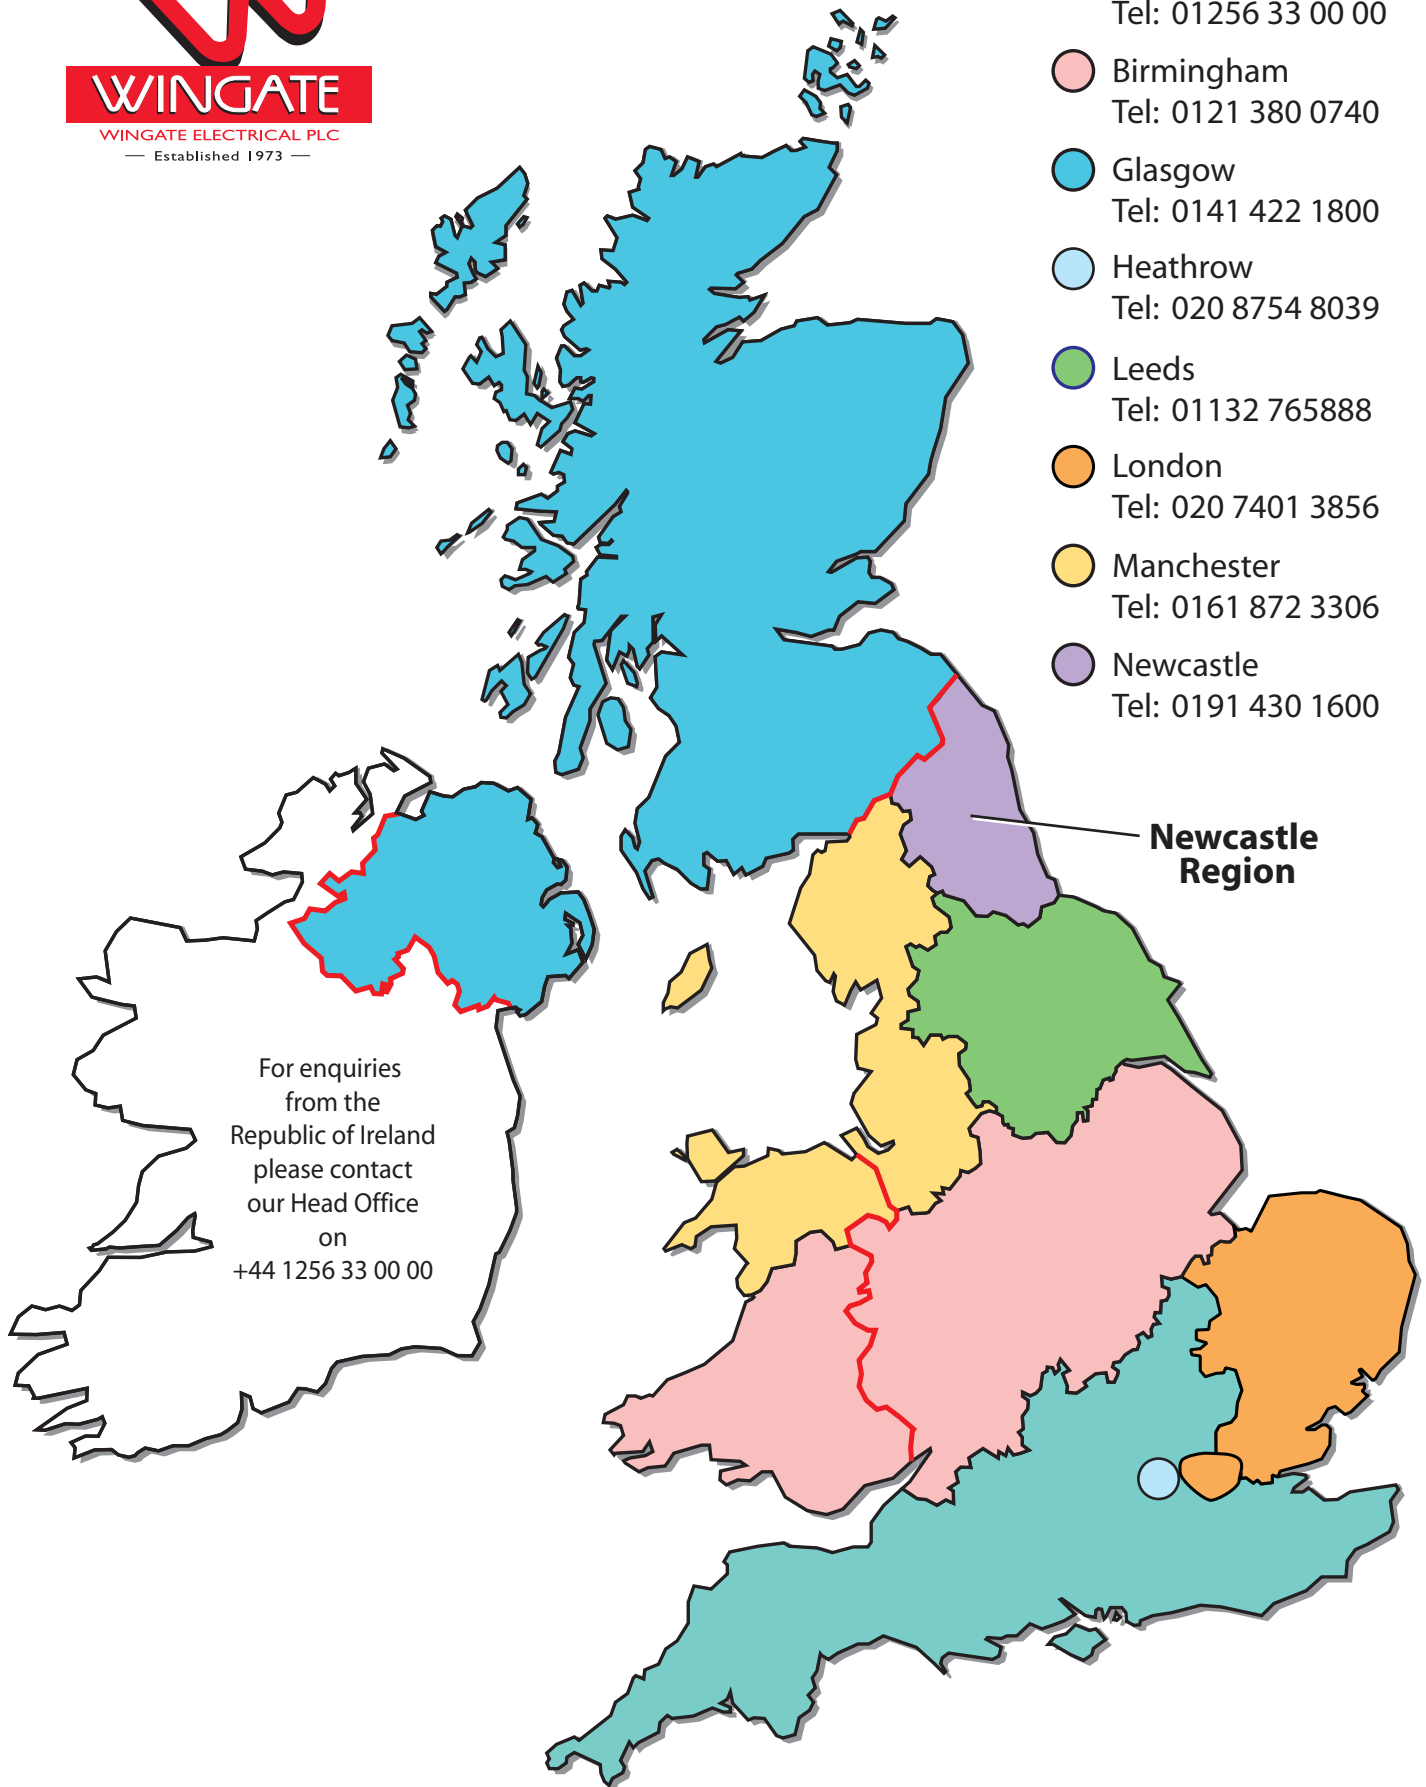 WINGATE
WINGATE ELECTRICAL PLC
— Established 1973 —
Tel: 01256 33 00 00
Birmingham
Tel: 0121 380 0740
Glasgow
Tel: 0141 422 1800
Heathrow
Tel: 020 8754 8039
Leeds
Tel: 01132 765888
London
Tel: 020 7401 3856
Manchester
Tel: 0161 872 3306
Newcastle
Tel: 0191 430 1600
Newcastle
Region
For enquiries
from the
Republic of Ireland
please contact
our Head Office
on
+44 1256 33 00 00